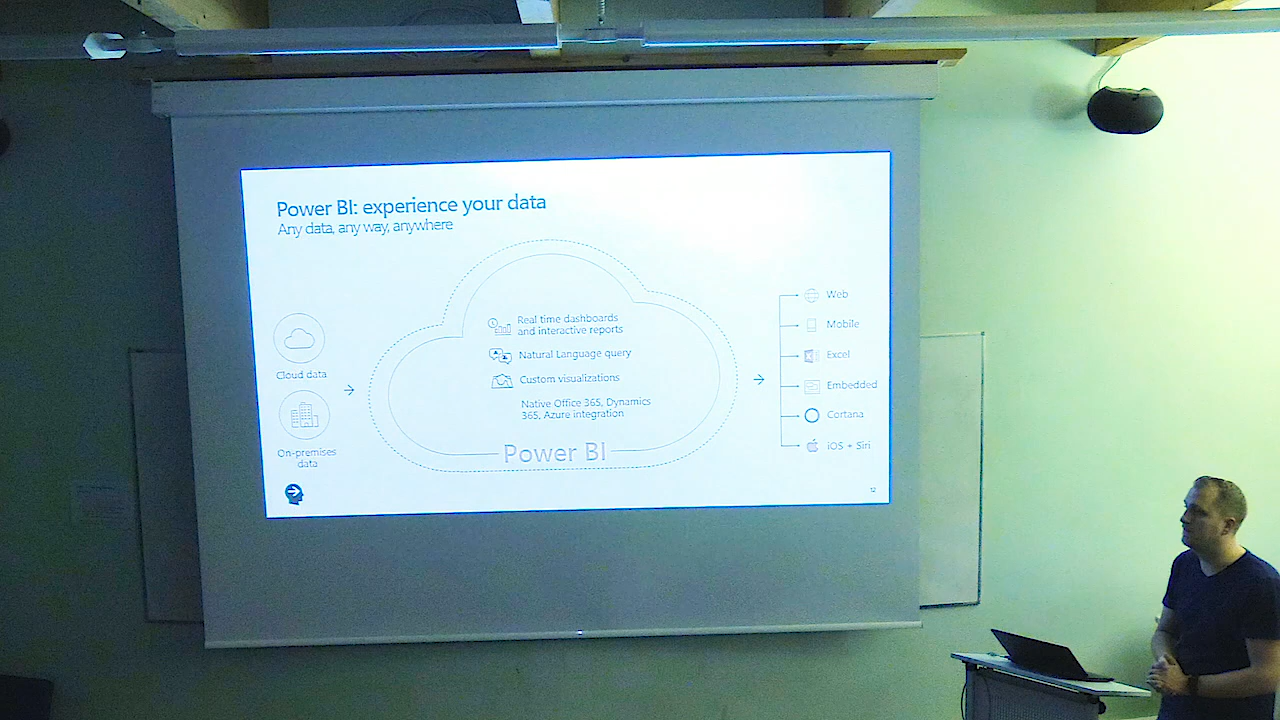 Power BI: experience your data
Any data, any way, anywhere
Cloud data
On-premises
data
Real time dashboards
and interactive reports
Natural Language query
Custom visualizations
Native Office 365, Dynamics
365, Azure integration
Power BI
Web
Mobile
Excel
Embedded
Cortana
iOS + Siri
12